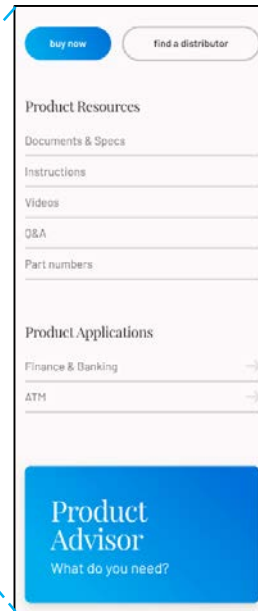 buy now find a distributor
Product Resources
Documents & Specs
Instructions
Videos
Q&A
Part numbers
Product Applications
Finance & Banking
ATM
Product
Advisor
What do you need?